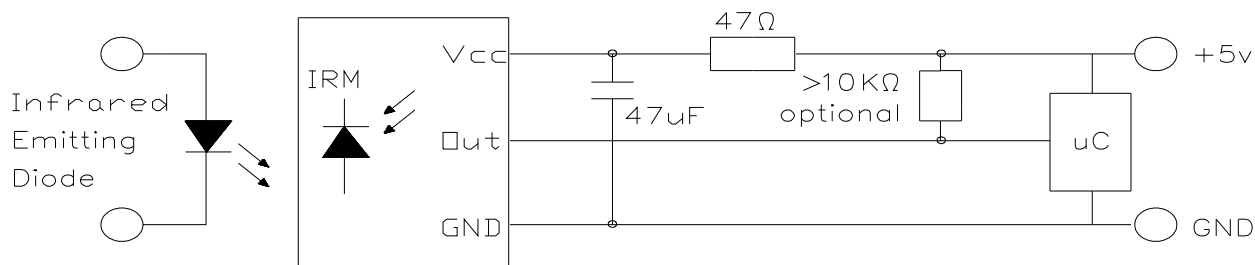 Infrared
Emitting
Diode
IRM
Vcc
Out
GND
47Ω
47uF
>10KΩ
optional
uC
+5v
GND